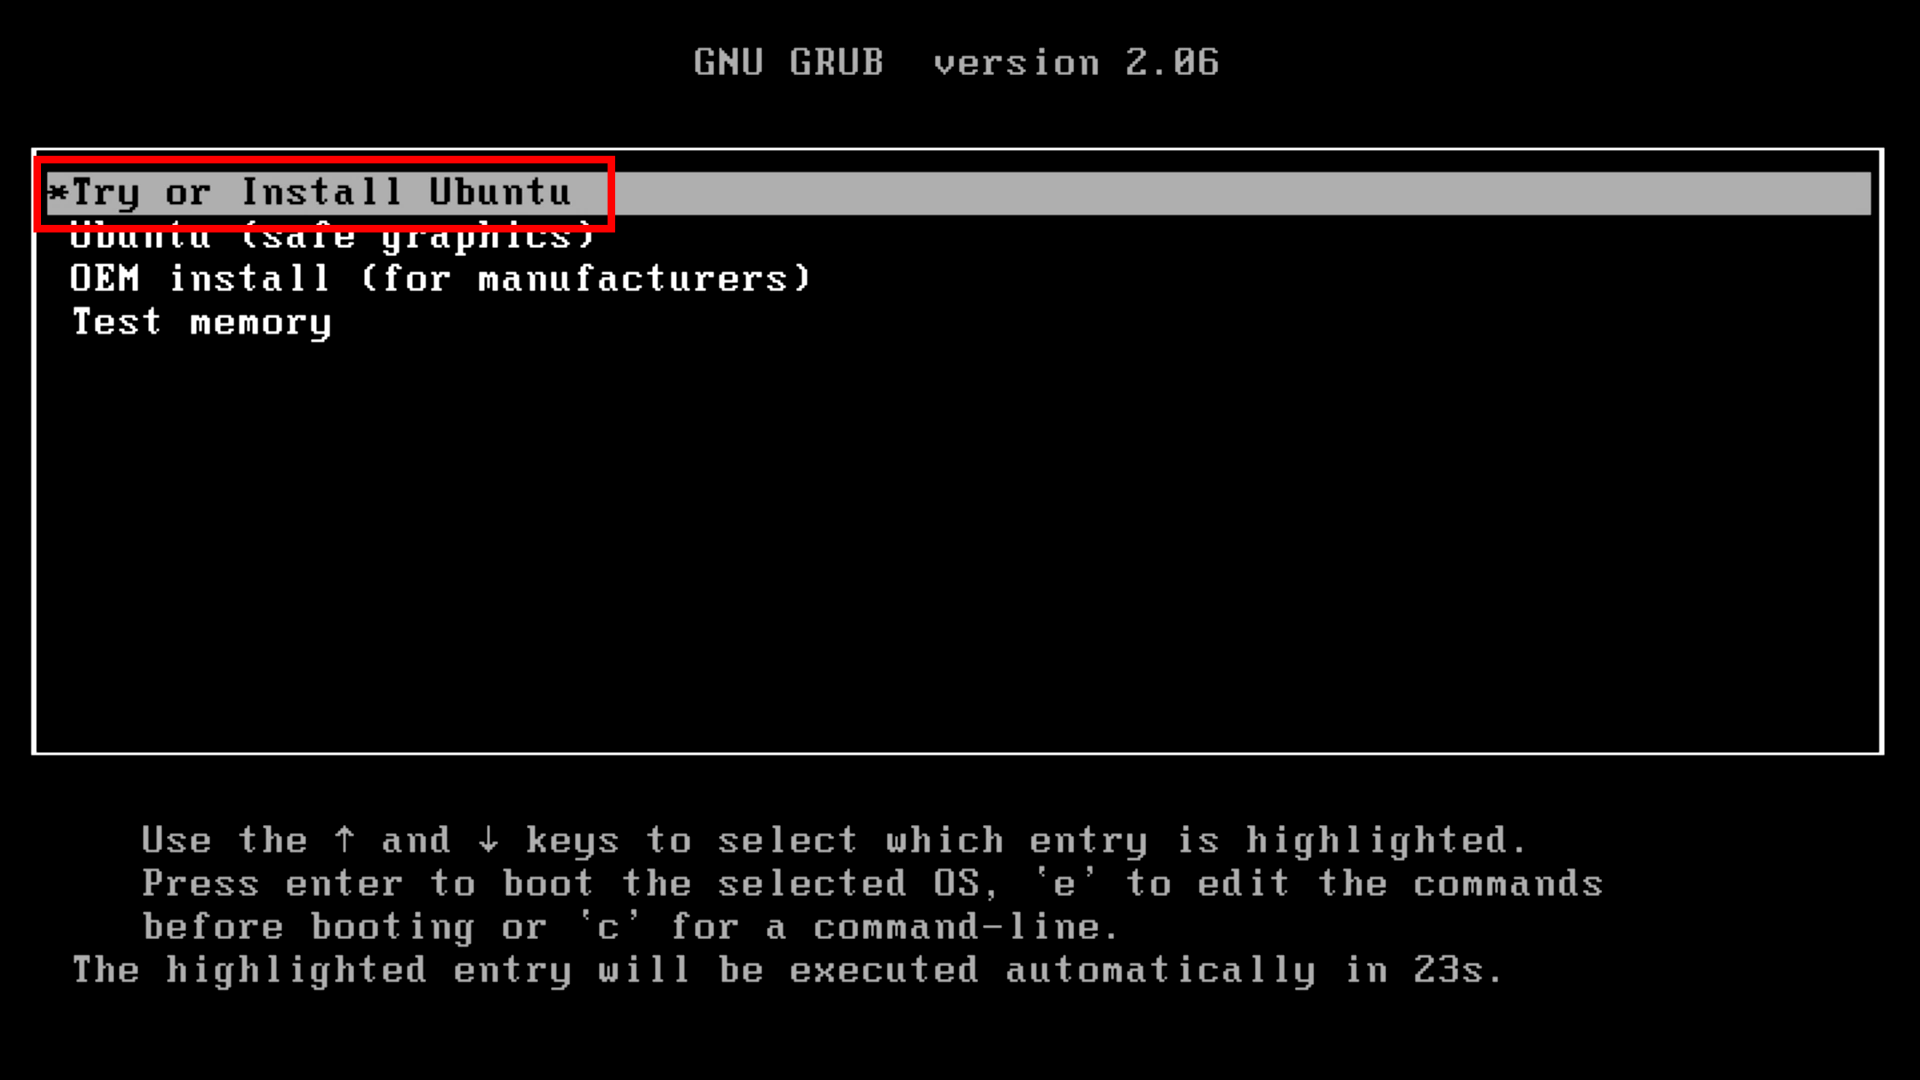 GNU GRUB version 2.06
*Try or Install Ubuntu
Ubuntu (safe graphics)
OEM install (for manufacturers)
Test memory
Use the ↑ and ↓ keys to select which entry is highlighted.
Press enter to boot the selected OS, `e' to edit the commands
before booting or `c' for a command-line.
The highlighted entry will be executed automatically in 23s.